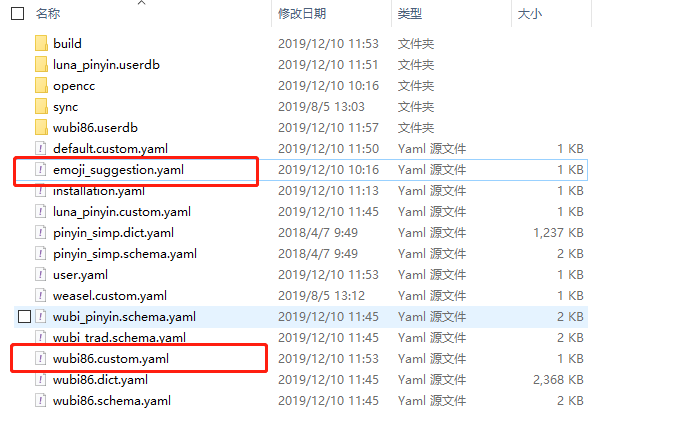 名称 修改日期 类型 大小
build 2019/12/10 11:53 文件夹
luna_pinyin.userdb 2019/12/10 11:51 文件夹
opencc 2019/12/10 10:16 文件夹
sync 2019/8/5 13:03 文件夹
wubi86.userdb 2019/12/10 11:57 文件夹
default.custom.yaml 2019/12/10 11:50 Yaml 源文件 1 KB
emoji_suggestion.yaml 2019/12/10 10:16 Yaml 源文件 1 KB
installation.yaml 2019/12/10 11:13 Yaml 源文件 1 KB
luna_pinyin.custom.yaml 2019/12/10 11:45 Yaml 源文件 1 KB
pinyin_simp.dict.yaml 2018/4/7 9:49 Yaml 源文件 1,237 KB
pinyin_simp.schema.yaml 2018/4/7 9:49 Yaml 源文件 2 KB
user.yaml 2019/12/10 11:53 Yaml 源文件 1 KB
weasel.custom.yaml 2019/8/5 13:12 Yaml 源文件 1 KB
wubi_pinyin.schema.yaml 2019/12/10 11:45 Yaml 源文件 2 KB
wubi_trad.schema.yaml 2019/12/10 11:45 Yaml 源文件 2 KB
wubi86.custom.yaml 2019/12/10 11:53 Yaml 源文件 1 KB
wubi86.dict.yaml 2019/12/10 11:45 Yaml 源文件 2,368 KB
wubi86.schema.yaml 2019/12/10 11:45 Yaml 源文件 2 KB